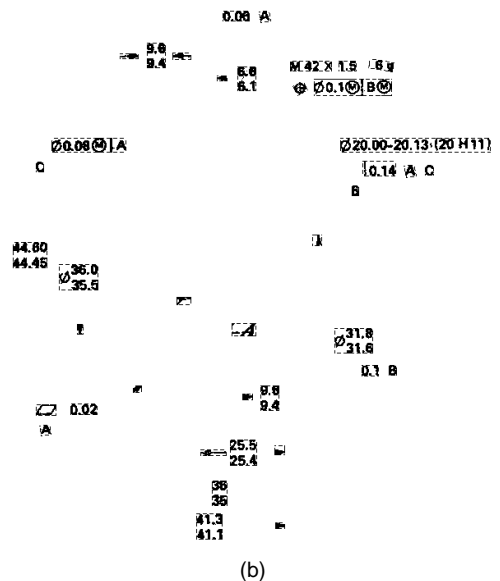 0.06 A
9.6
9.4
6.6
6.1
M 42 X 1.5 6 g
⌖ Ø0.1 Ⓜ B Ⓜ
Ø0.08 Ⓜ A
Ø20.00-20.13 (20 H11)
C
0.14 A C
B
44.60
44.45
Ø 36.0
35.5
A
Ø 31.8
31.6
0.1 B
9.6
9.4
0.02
A
25.5
25.4
36
35
41.3
41.1
(b)